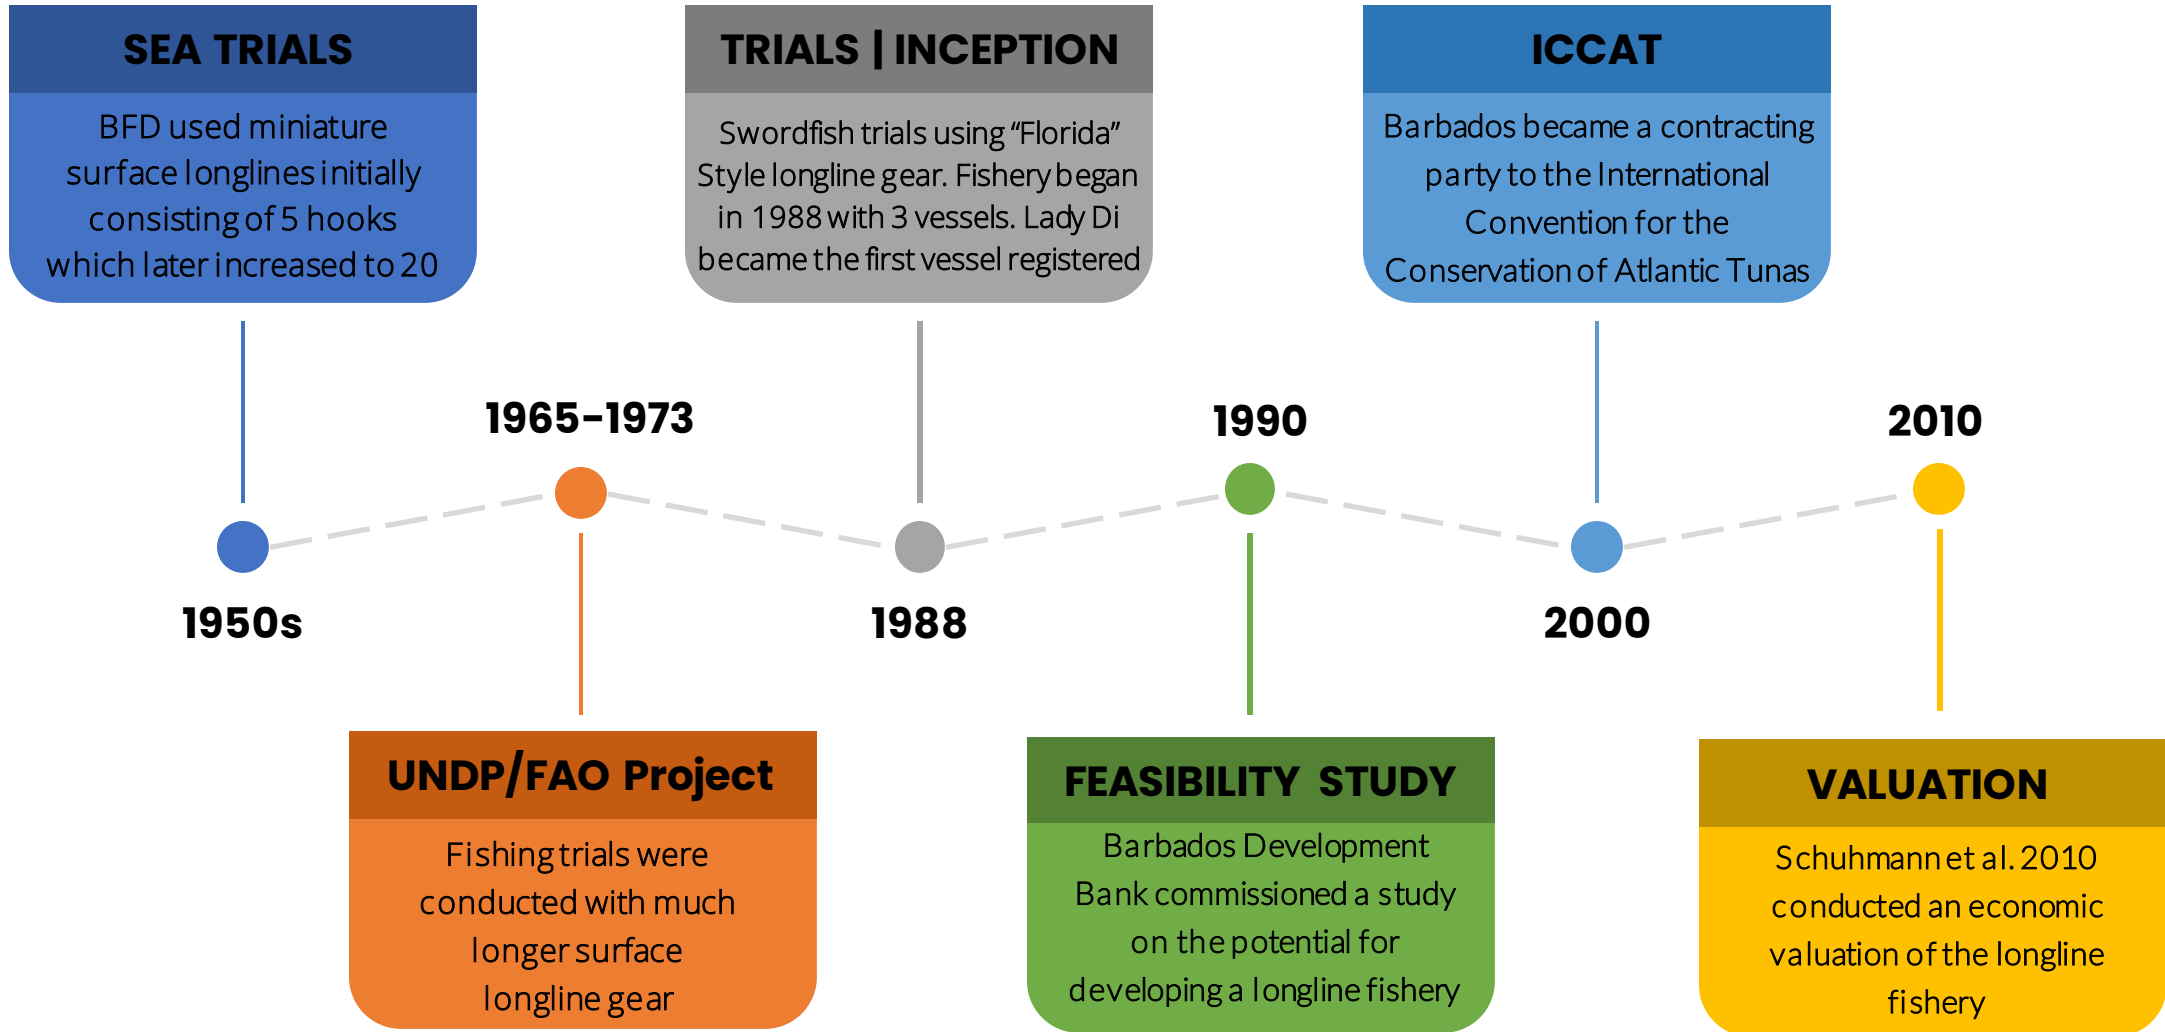 SEA TRIALS
BFD used miniature
surface longlines initially
consisting of 5 hooks
which later increased to 20
1950s
1965-1973
UNDP/FAO Project
Fishing trials were
conducted with much
longer surface
longline gear
TRIALS | INCEPTION
Swordfish trials using “Florida”
Style longline gear. Fishery began
in 1988 with 3 vessels. Lady Di
became the first vessel registered
1988
1990
FEASIBILITY STUDY
Barbados Development
Bank commissioned a study
on the potential for
developing a longline fishery
ICCAT
Barbados became a contracting
party to the International
Convention for the
Conservation of Atlantic Tunas
2000
2010
VALUATION
Schuhmann et al. 2010
conducted an economic
valuation of the longline
fishery